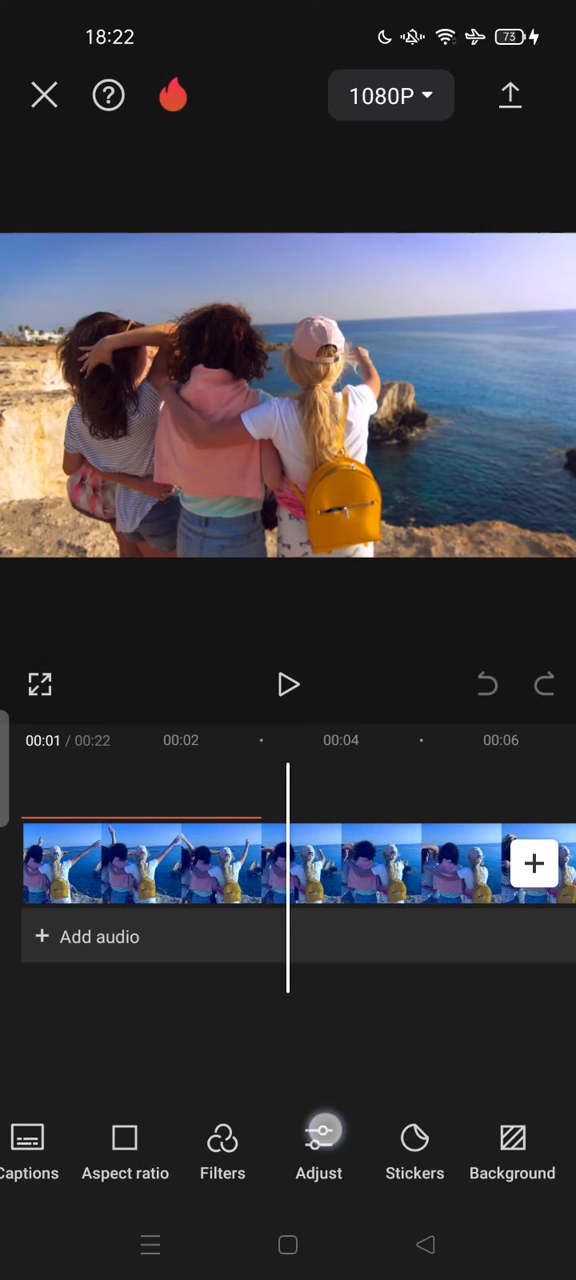 18:22
73
1080P
00:01 / 00:22
00:02
00:04
00:06
+ Add audio
Captions
Aspect ratio
Filters
Adjust
Stickers
Background